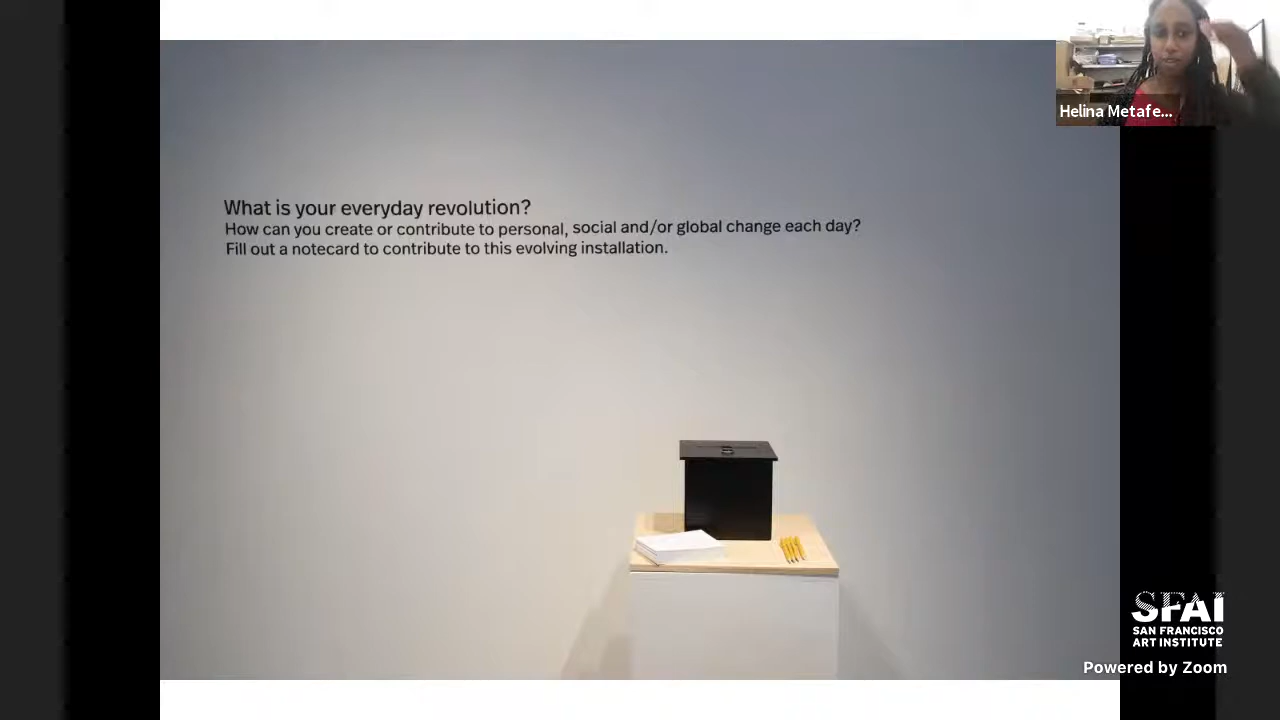 What is your everyday revolution?
How can you create or contribute to personal, social and/or global change each day?
Fill out a notecard to contribute to this evolving installation.
Helina Metafe...
SFAI
SAN FRANCISCO
ART INSTITUTE
Powered by Zoom